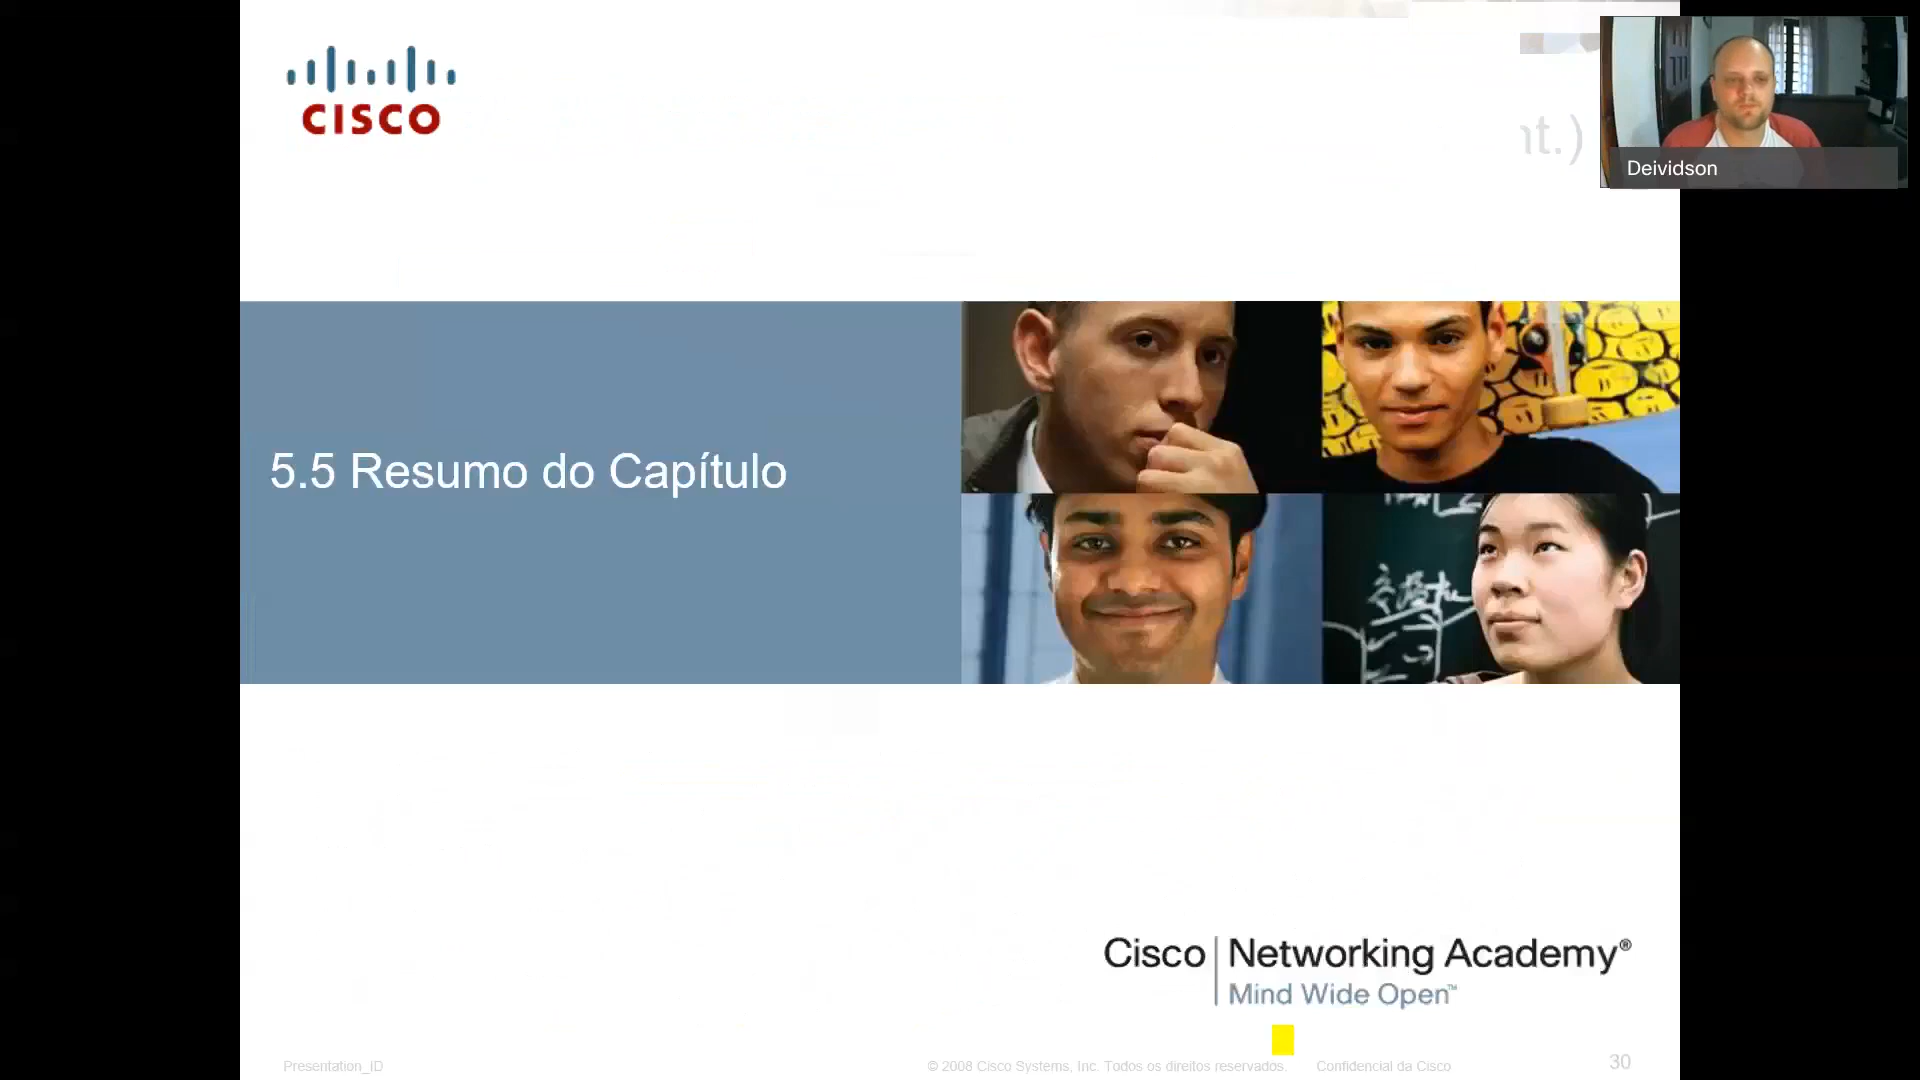 CISCO
nt.)
Deividson
5.5 Resumo do Capítulo
Cisco Networking Academy®
Mind Wide Open™
Presentation_ID
© 2008 Cisco Systems, Inc. Todos os direitos reservados.
Confidencial da Cisco
30